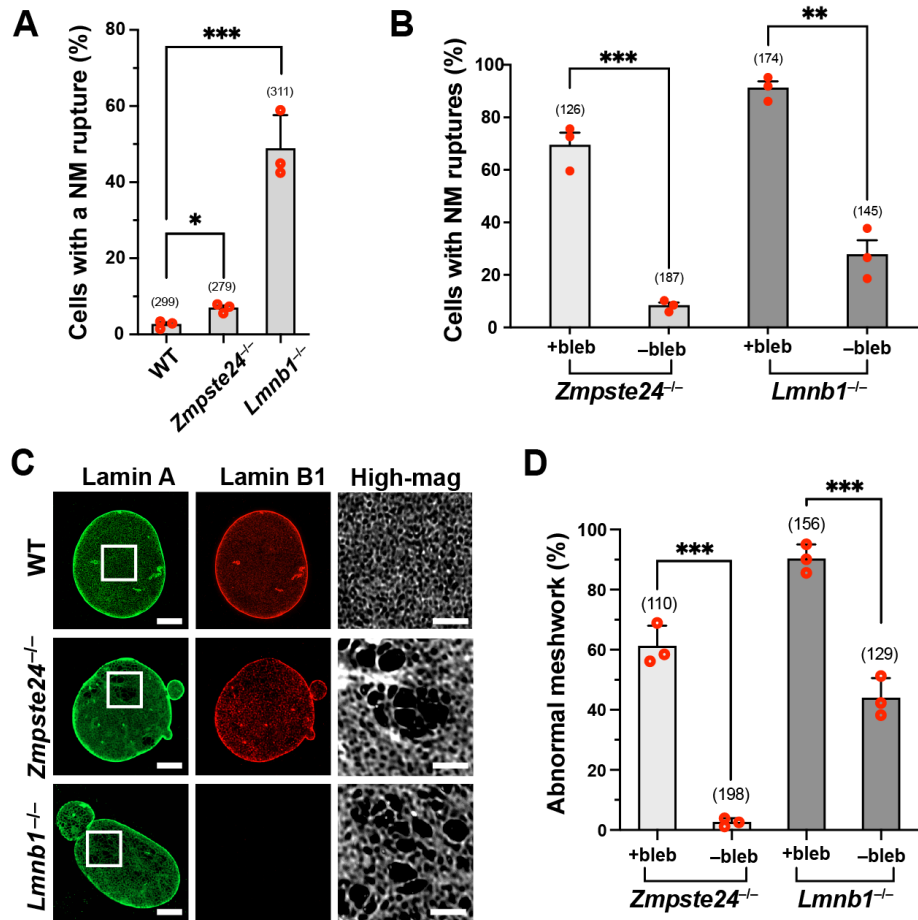 A
Cells with a NM rupture (%)
80
60
40
20
0
***
*
(299)
(279)
(311)
WT
Zmpste24–/–
Lmnb1–/–
B
Cells with NM ruptures (%)
100
80
60
40
20
0
***
**
(126)
(187)
(174)
(145)
+bleb
–bleb
+bleb
–bleb
Zmpste24–/–
Lmnb1–/–
C
Lamin A
Lamin B1
High-mag
WT
Zmpste24–/–
Lmnb1–/–
D
Abnormal meshwork (%)
100
80
60
40
20
0
***
***
(110)
(198)
(156)
(129)
+bleb
–bleb
+bleb
–bleb
Zmpste24–/–
Lmnb1–/–